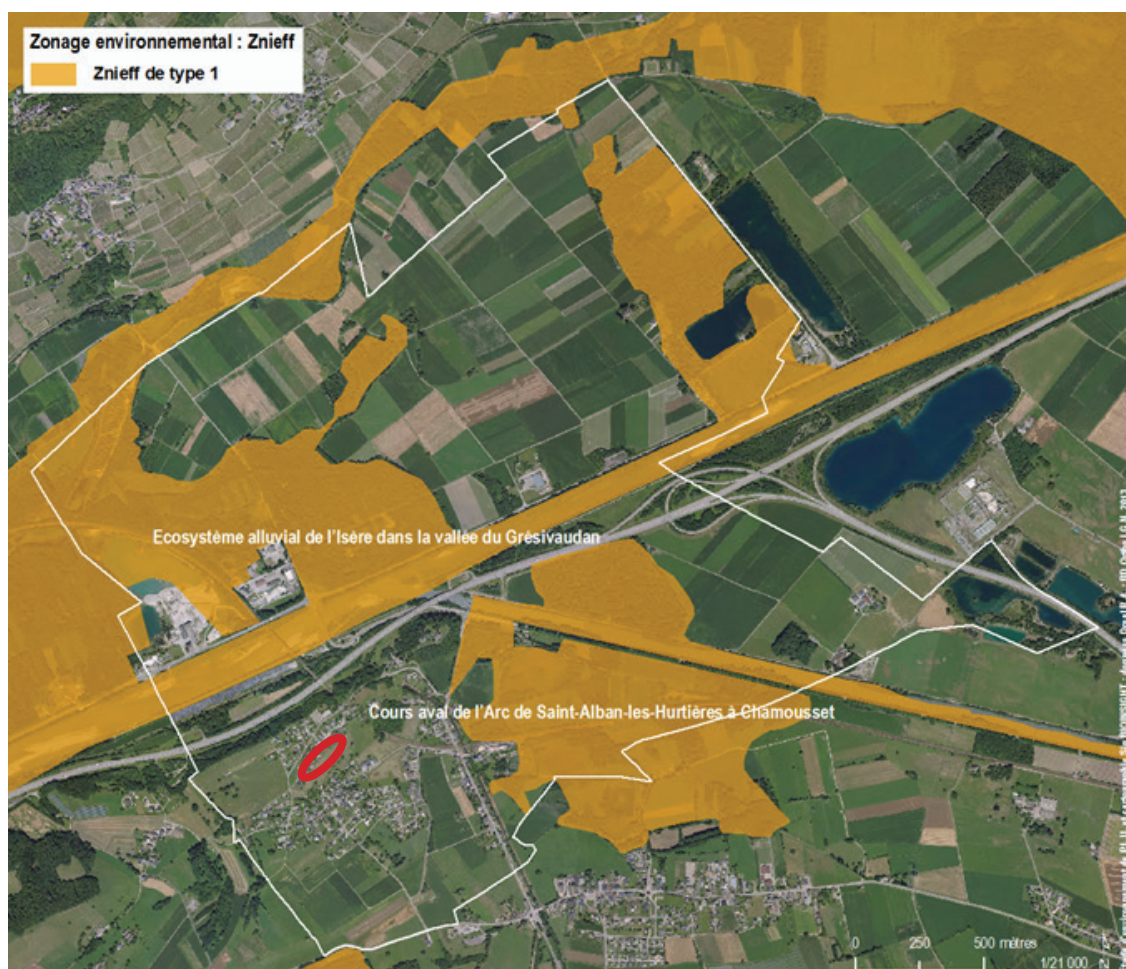 Zonage environnemental : Znieff
Znieff de type 1
Ecosystème alluvial de l'Isère dans la vallée du Grésivaudan
Cours aval de l'Arc de Saint-Alban-les-Hurtières à Chamousset
0 250 500 mètres
1/21 000